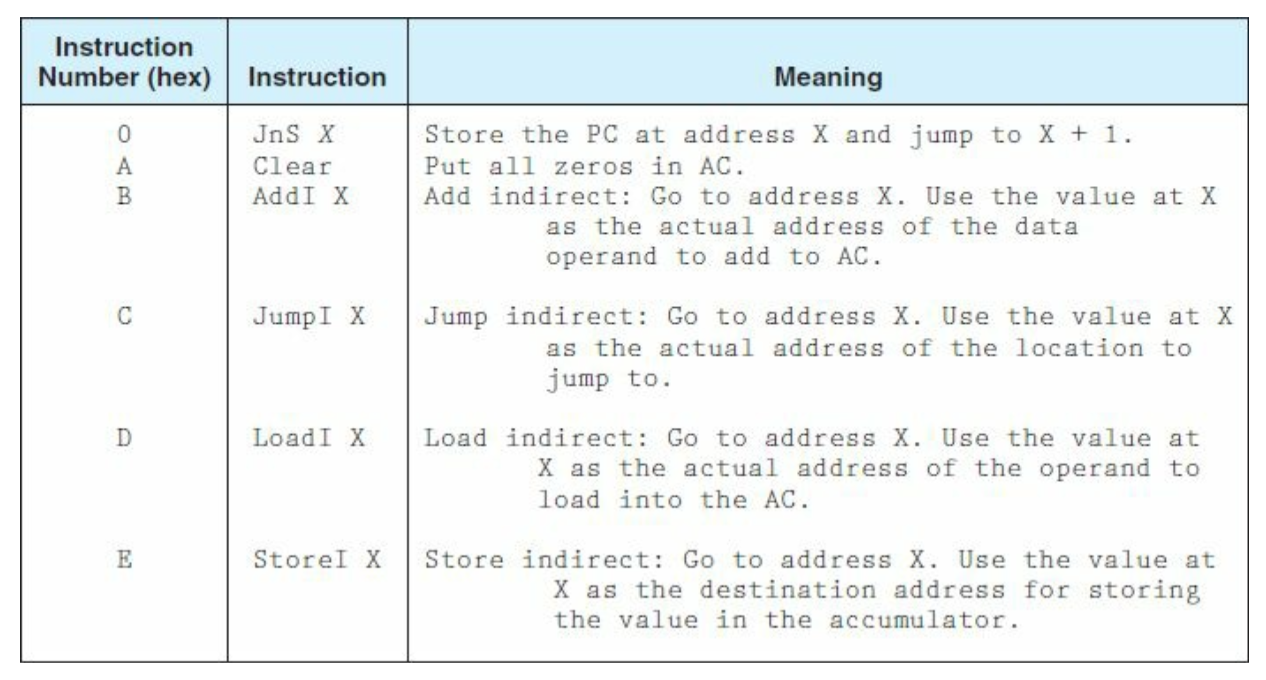 Instruction
Number (hex) Instruction Meaning
0 JnS X Store the PC at address X and jump to X + 1.
A Clear Put all zeros in AC.
B AddI X Add indirect: Go to address X. Use the value at X
as the actual address of the data
operand to add to AC.
C JumpI X Jump indirect: Go to address X. Use the value at X
as the actual address of the location to
jump to.
D LoadI X Load indirect: Go to address X. Use the value at
X as the actual address of the operand to
load into the AC.
E StoreI X Store indirect: Go to address X. Use the value at
X as the destination address for storing
the value in the accumulator.